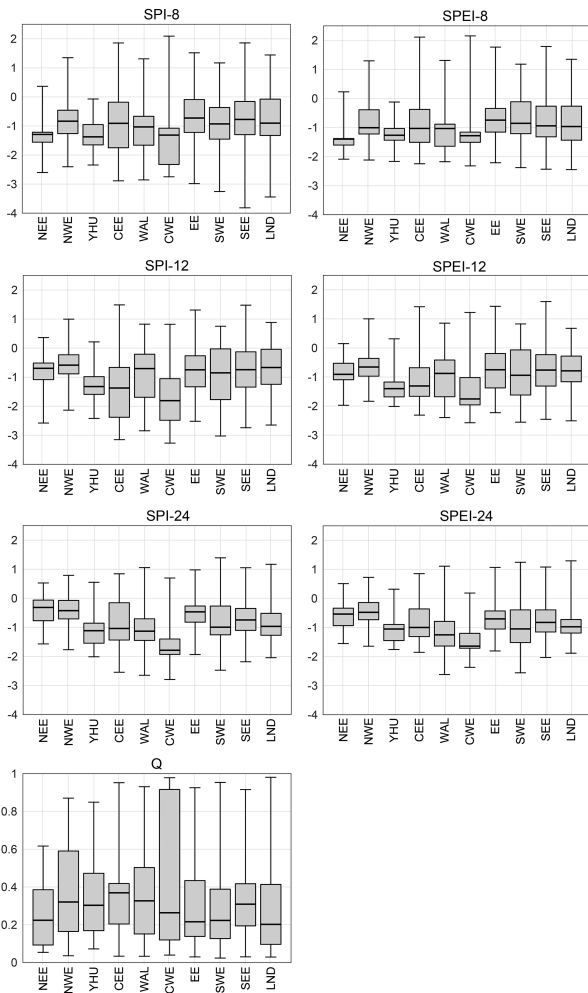 SPI-8
2
1
0
-1
-2
-3
-4
NEE
NWE
YHU
CEE
WAL
CWE
EE
SWE
SEE
LND
SPEI-8
2
1
0
-1
-2
-3
-4
NEE
NWE
YHU
CEE
WAL
CWE
EE
SWE
SEE
LND
SPI-12
2
1
0
-1
-2
-3
-4
NEE
NWE
YHU
CEE
WAL
CWE
EE
SWE
SEE
LND
SPEI-12
2
1
0
-1
-2
-3
-4
NEE
NWE
YHU
CEE
WAL
CWE
EE
SWE
SEE
LND
SPI-24
2
1
0
-1
-2
-3
-4
NEE
NWE
YHU
CEE
WAL
CWE
EE
SWE
SEE
LND
SPEI-24
2
1
0
-1
-2
-3
-4
NEE
NWE
YHU
CEE
WAL
CWE
EE
SWE
SEE
LND
Q
1
0.8
0.6
0.4
0.2
0
NEE
NWE
YHU
CEE
WAL
CWE
EE
SWE
SEE
LND